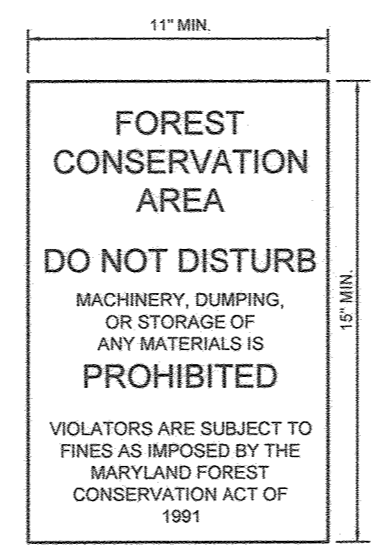 11" MIN.
FOREST
CONSERVATION
AREA
DO NOT DISTURB
MACHINERY, DUMPING,
OR STORAGE OF
ANY MATERIALS IS
PROHIBITED
VIOLATORS ARE SUBJECT TO
FINES AS IMPOSED BY THE
MARYLAND FOREST
CONSERVATION ACT OF
1991
15" MIN.